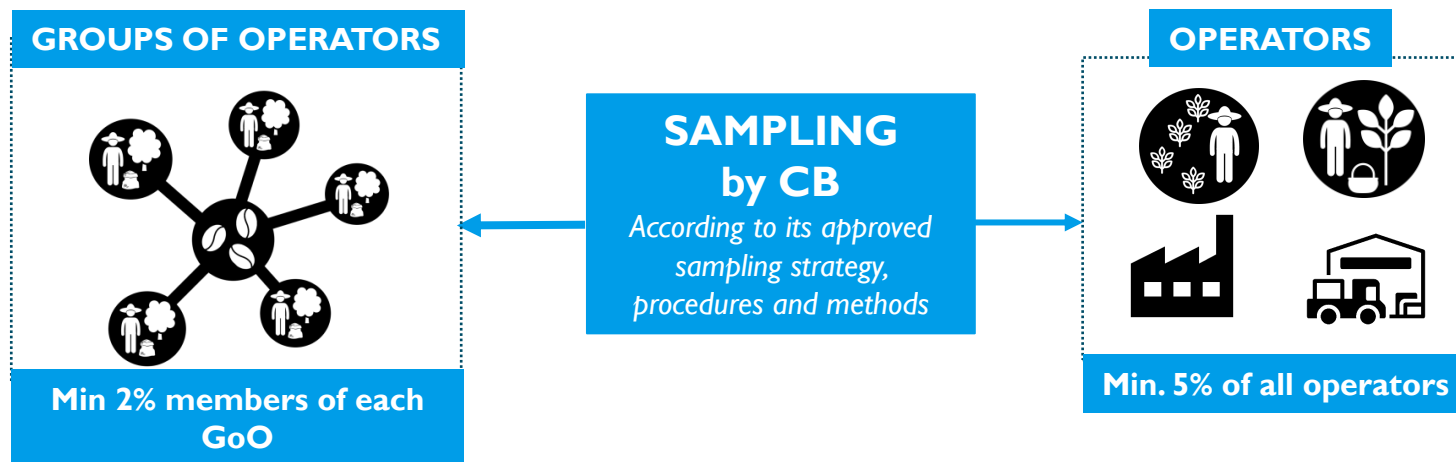 GROUPS OF OPERATORS
Min 2% members of each
GoO
SAMPLING
by CB
According to its approved
sampling strategy,
procedures and methods
OPERATORS
Min. 5% of all operators